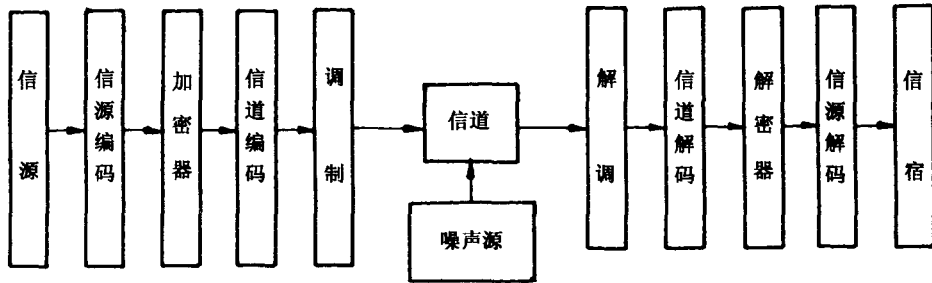 信源
信源编码
加密器
信道编码
调制
信道
噪声源
解调
信道解码
解密器
信源解码
信宿